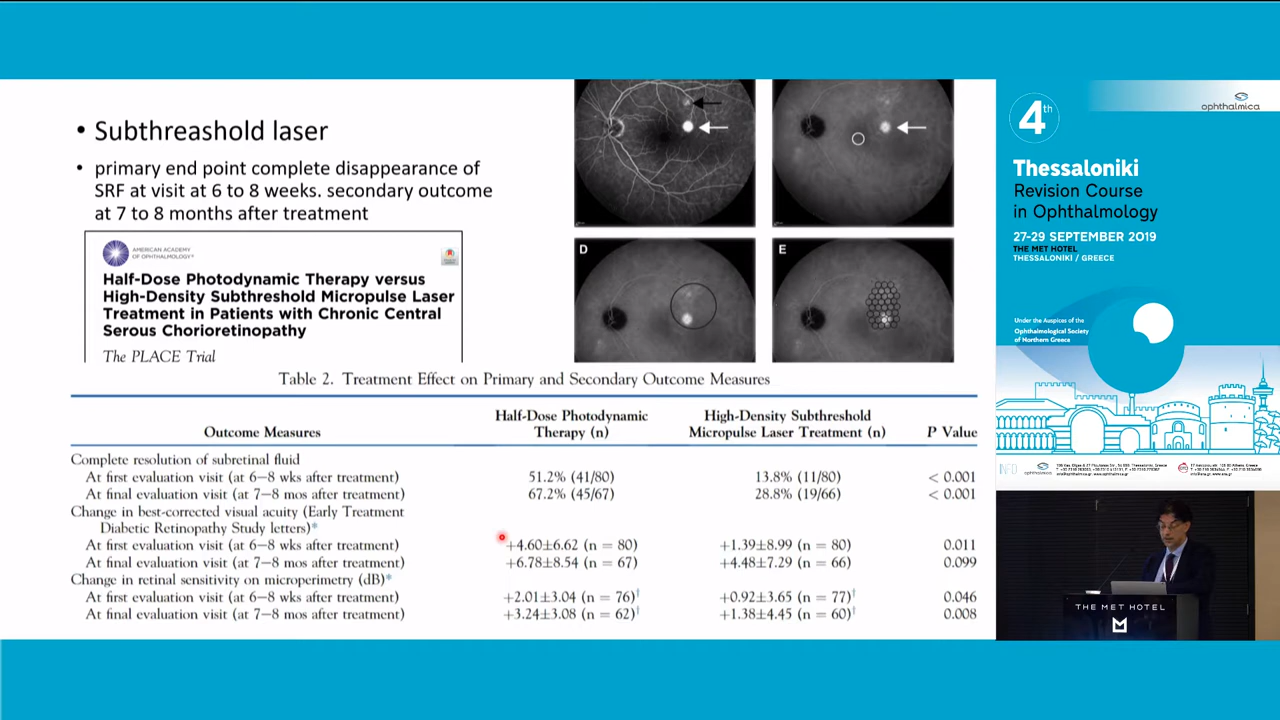 • Subthreashold laser
• primary end point complete disappearance of
SRF at visit at 6 to 8 weeks. secondary outcome
at 7 to 8 months after treatment
AMERICAN ACADEMY
OF OPHTHALMOLOGY®
Half-Dose Photodynamic Therapy versus
High-Density Subthreshold Micropulse Laser
Treatment in Patients with Chronic Central
Serous Chorioretinopathy
The PLACE Trial
D
E
Table 2. Treatment Effect on Primary and Secondary Outcome Measures
Outcome Measures
Half-Dose Photodynamic
Therapy (n)
High-Density Subthreshold
Micropulse Laser Treatment (n)
P Value
Complete resolution of subretinal fluid
At first evaluation visit (at 6–8 wks after treatment) 51.2% (41/80) 13.8% (11/80) < 0.001
At final evaluation visit (at 7–8 mos after treatment) 67.2% (45/67) 28.8% (19/66) < 0.001
Change in best-corrected visual acuity (Early Treatment
Diabetic Retinopathy Study letters)*
At first evaluation visit (at 6–8 wks after treatment) +4.60±6.62 (n = 80) +1.39±8.99 (n = 80) 0.011
At final evaluation visit (at 7–8 mos after treatment) +6.78±8.54 (n = 67) +4.48±7.29 (n = 66) 0.099
Change in retinal sensitivity on microperimetry (dB)*
At first evaluation visit (at 6–8 wks after treatment) +2.01±3.04 (n = 76)† +0.92±3.65 (n = 77)† 0.046
At final evaluation visit (at 7–8 mos after treatment) +3.24±3.08 (n = 62)† +1.38±4.45 (n = 60)† 0.008
ophthalmica
4th
Thessaloniki
Revision Course
in Ophthalmology
27-29 SEPTEMBER 2019
THE MET HOTEL
THESSALONIKI / GREECE
Under the Auspices of the
Ophthalmological Society
of Northern Greece
INFO
ophthalmica
THE MET HOTEL
M